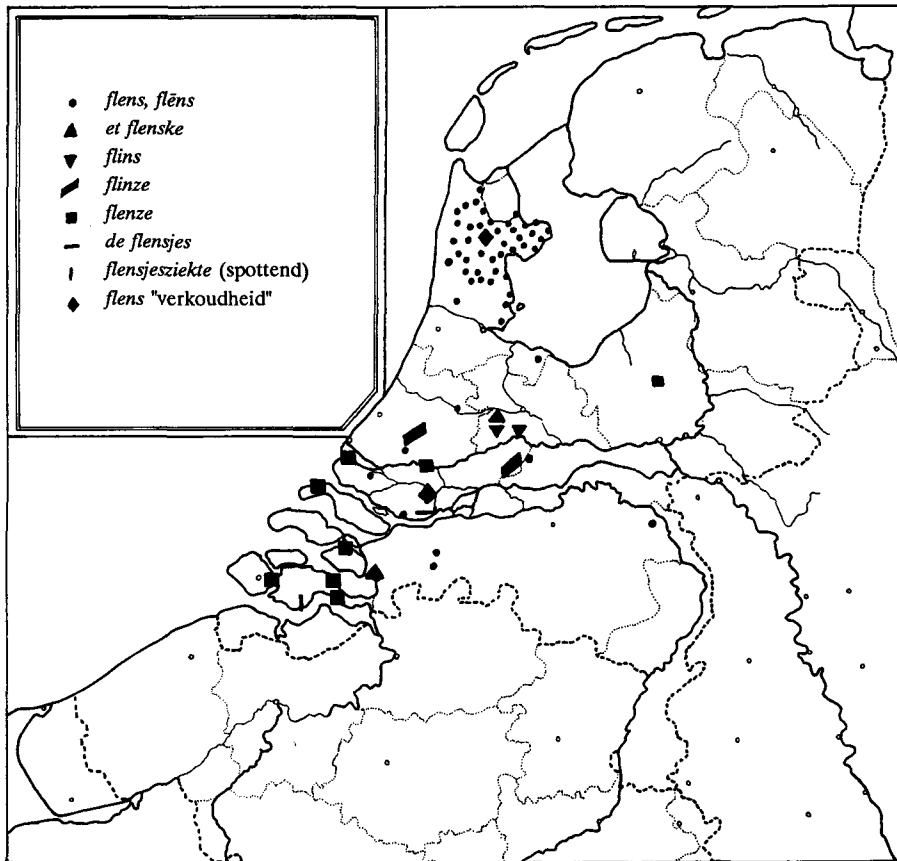 flens, flēns
et flenske
flins
flinze
flenze
de flensjes
flensjesziekte (spottend)
flens "verkoudheid"